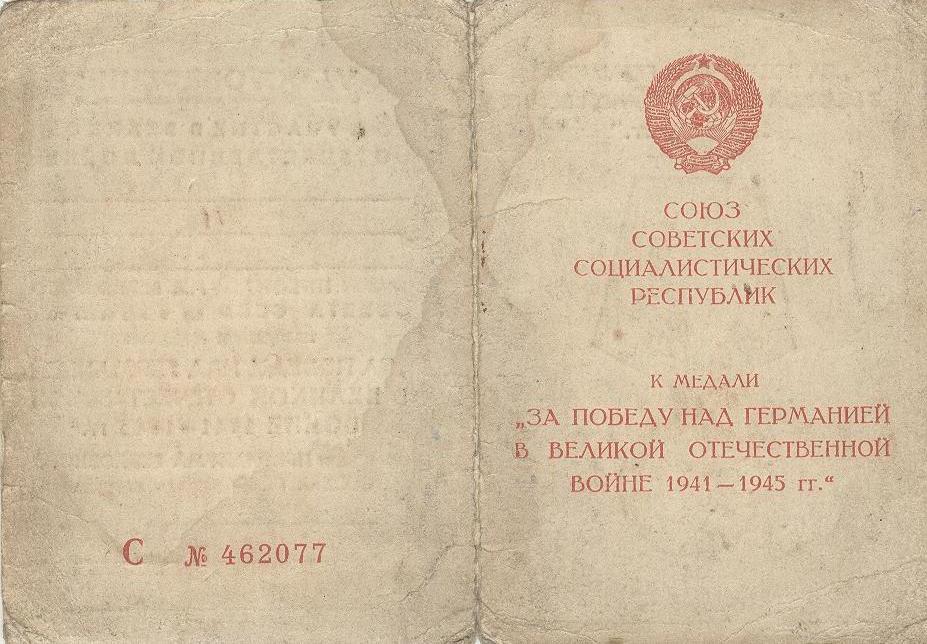 С № 462077
СОЮЗ
СОВЕТСКИХ
СОЦИАЛИСТИЧЕСКИХ
РЕСПУБЛИК
К МЕДАЛИ
„ЗА ПОБЕДУ НАД ГЕРМАНИЕЙ
В ВЕЛИКОЙ ОТЕЧЕСТВЕННОЙ
ВОЙНЕ 1941—1945 гг.“